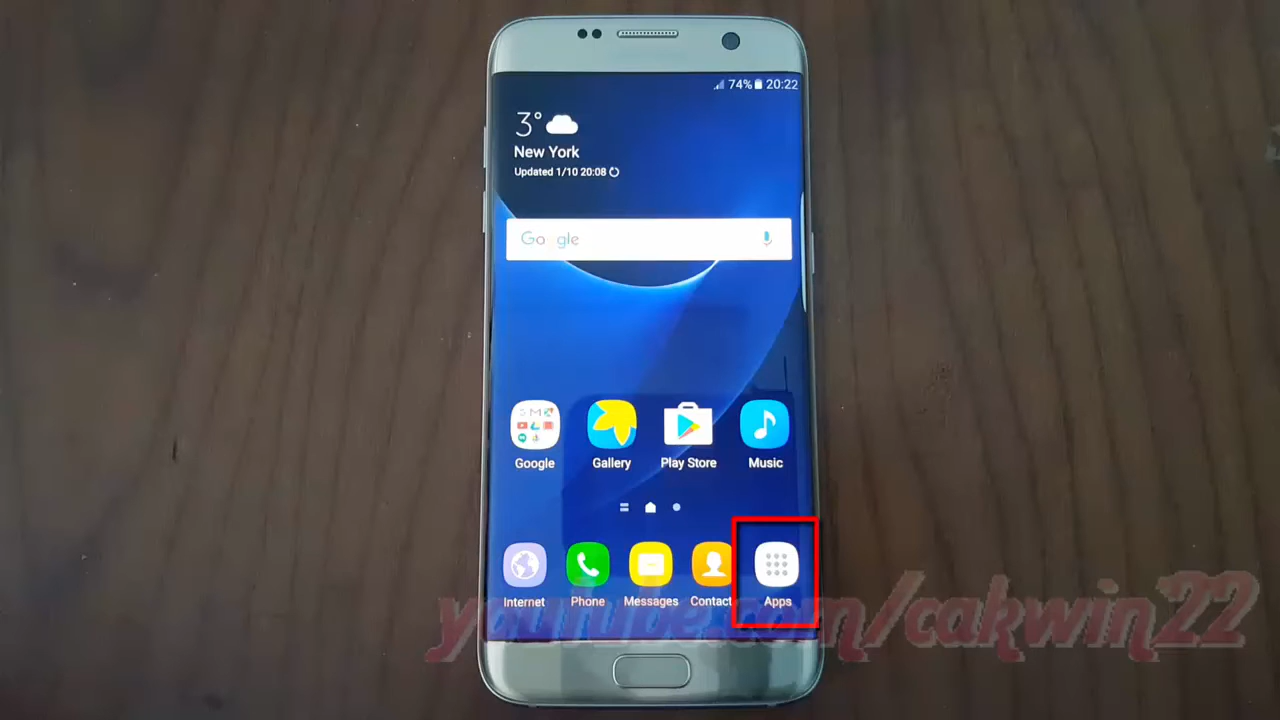 74% 20:22
3°
New York
Updated 1/10 20:08
Google
Google Gallery Play Store Music
Internet Phone Messages Contact Apps
youtube.com/cakwin22